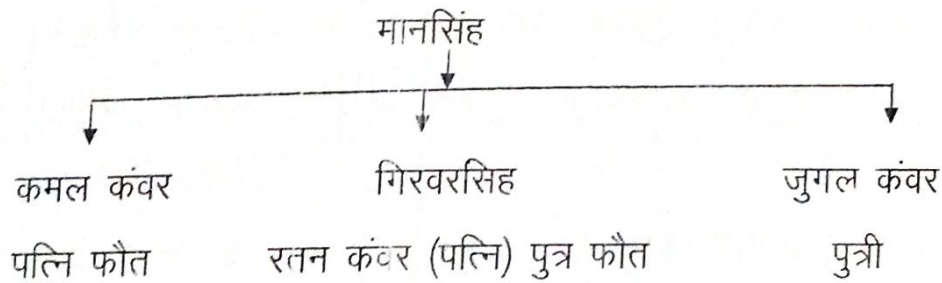 मानसिंह
कमल कंवर गिरवरसिह जुगल कंवर
पत्नि फौत रतन कंवर (पत्नि) पुत्र फौत पुत्री